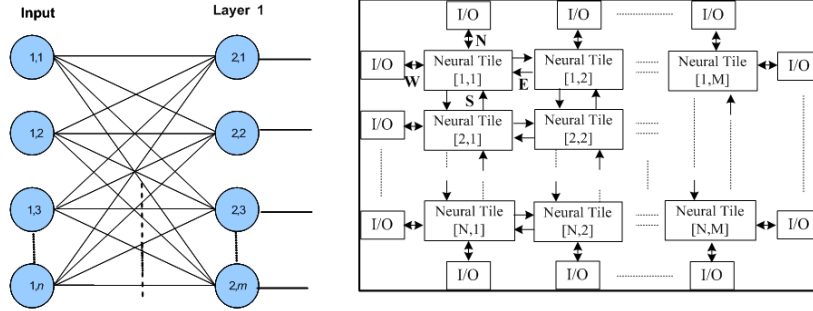 Input
Layer 1
1,1
2,1
1,2
2,2
1,3
2,3
1,n
2,m
I/O
I/O
I/O
N
I/O
Neural Tile
[1,1]
Neural Tile
[1,2]
Neural Tile
[1,M]
I/O
W
E
S
I/O
Neural Tile
[2,1]
Neural Tile
[2,2]
I/O
Neural Tile
[N,1]
Neural Tile
[N,2]
Neural Tile
[N,M]
I/O
I/O
I/O
I/O